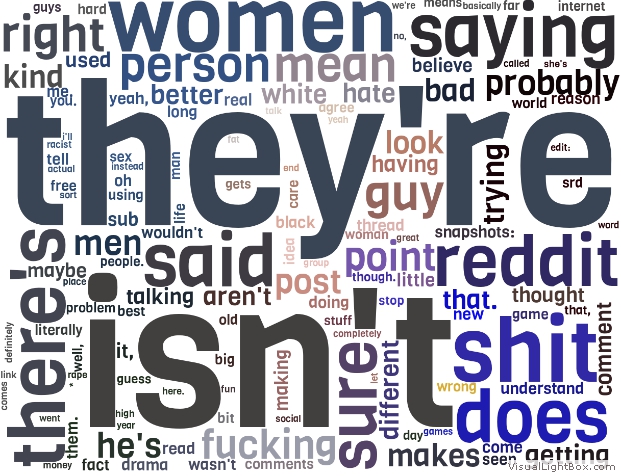 guys hard women we're means basically far internet
right saying
no,
kind used person mean believe called she's
me better real white hate bad probably
you. yeah, long talk agree yeah world reason
they're
i'll
racist
tell sex man fat look edit:
actual instead having
free oh end trying srd
sort using gets care guy
sub life black thread word
men wouldn't said idea woman great snapshots:
people. group point reddit
there's maybe place post though. little
talking aren't doing stop that. thought
problem best old stuff new game that,
literally isn't completely
definitely well, it, big shit comment
link rape guess here. fun making let wrong understand
comes * sure different
went high bit social does
year day games
them. he's read fucking makes come getting
money fact drama wasn't comments seen
VisualLightBox.com